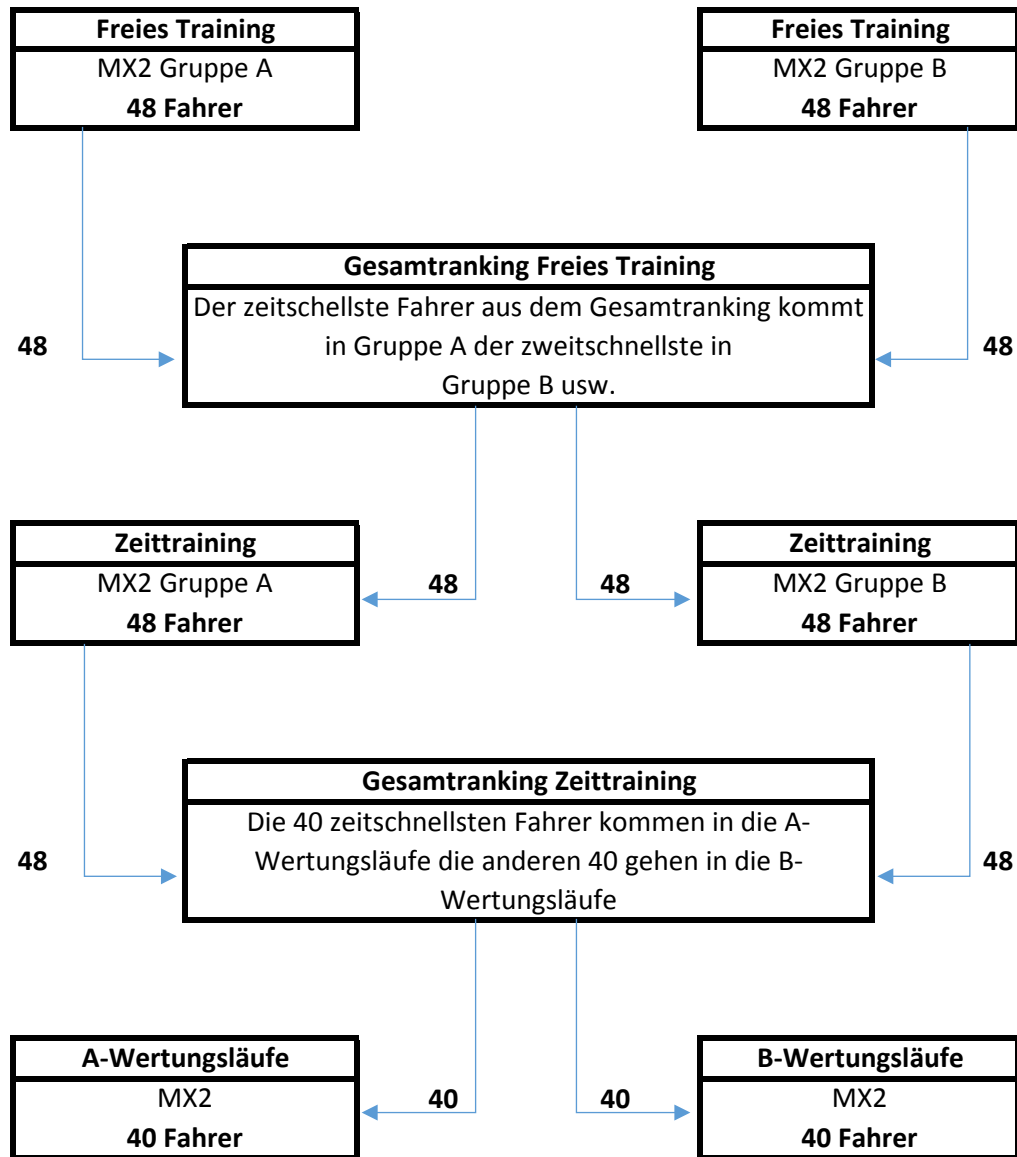 Freies Training
MX2 Gruppe A
48 Fahrer
Freies Training
MX2 Gruppe B
48 Fahrer
Gesamtranking Freies Training
Der zeitschellste Fahrer aus dem Gesamtranking kommt
in Gruppe A der zweitschnellste in
Gruppe B usw.
48
48
Zeittraining
MX2 Gruppe A
48 Fahrer
48
48
Zeittraining
MX2 Gruppe B
48 Fahrer
Gesamtranking Zeittraining
Die 40 zeitschnellsten Fahrer kommen in die A-
Wertungsläufe die anderen 40 gehen in die B-
Wertungsläufe
48
48
A-Wertungsläufe
MX2
40 Fahrer
40
40
B-Wertungsläufe
MX2
40 Fahrer